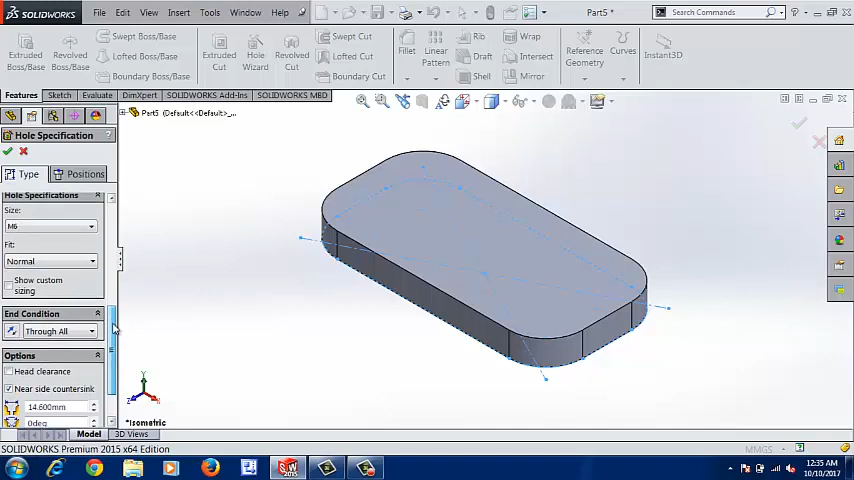 SOLIDWORKS File Edit View Insert Tools Window Help Part5 * Search Commands
Extruded Boss/Base
Revolved Boss/Base
Swept Boss/Base
Lofted Boss/Base
Boundary Boss/Base
Extruded Cut
Hole Wizard
Revolved Cut
Swept Cut
Lofted Cut
Boundary Cut
Fillet
Linear Pattern
Rib
Draft
Shell
Wrap
Intersect
Mirror
Reference Geometry
Curves
Instant3D
Features Sketch Evaluate DimXpert SOLIDWORKS Add-Ins SOLIDWORKS MBD
Part5 (Default<<Default>_...
Hole Specification ?
Type Positions
Hole Specifications
Size:
M6
Fit:
Normal
Show custom
sizing
End Condition
Through All
Options
Head clearance
Near side countersink
14.600mm
0deg
Y
Z X
*Isometric
Model 3D Views
SOLIDWORKS Premium 2015 x64 Edition MMGS
12:35 AM
10/10/2017